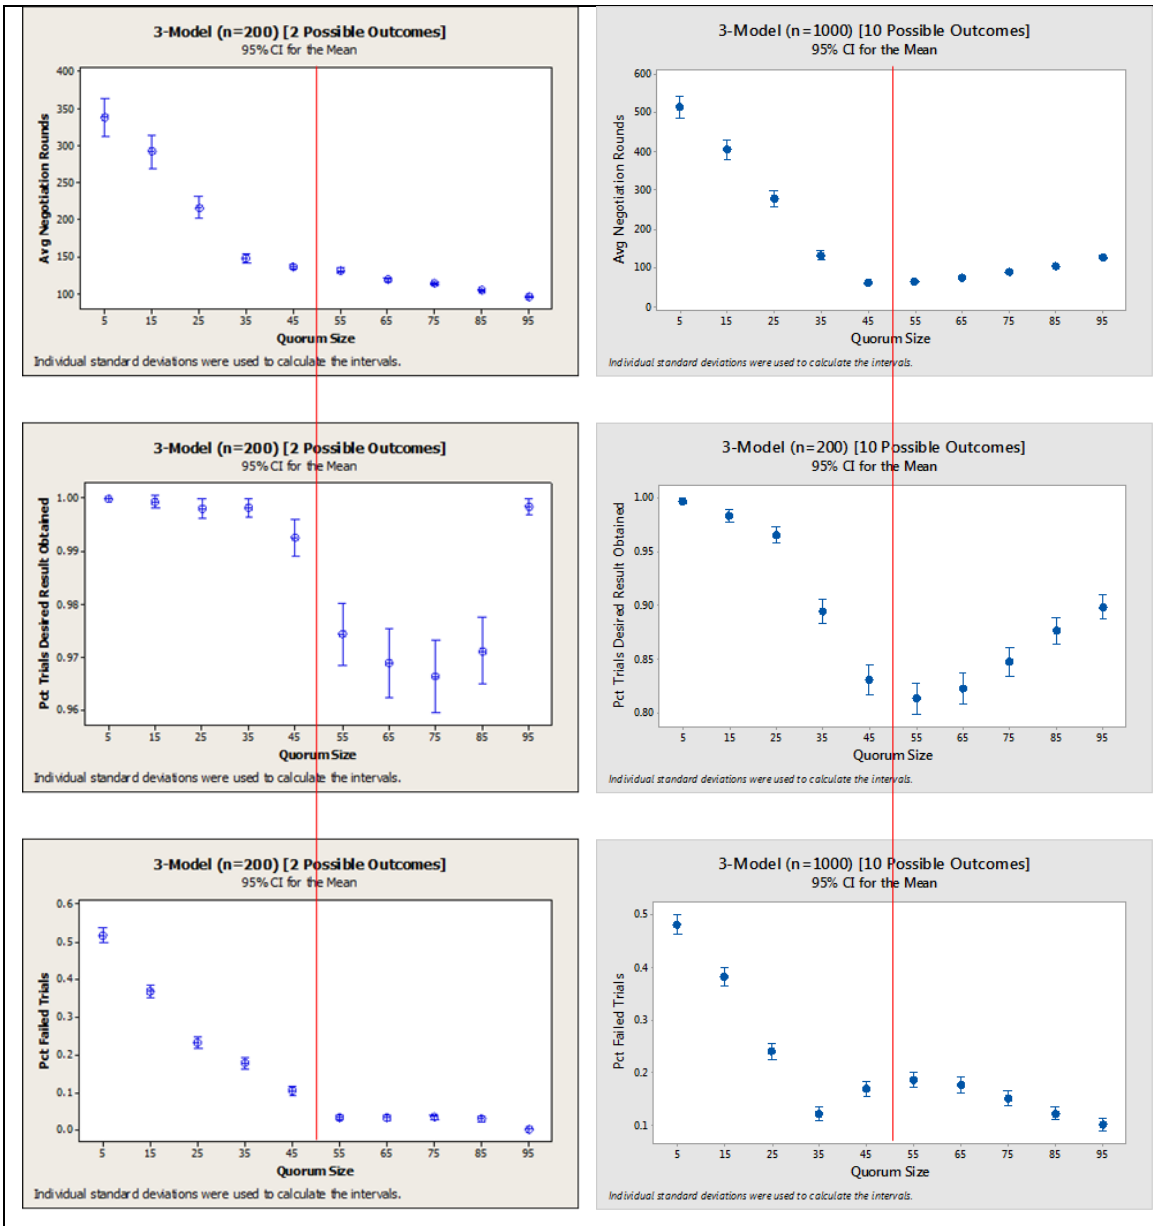 3-Model (n=200) [2 Possible Outcomes]
95% CI for the Mean
Avg Negotiation Rounds
400
350
300
250
200
150
100
5 15 25 35 45 55 65 75 85 95
Quorum Size
Individual standard deviations were used to calculate the intervals.
3-Model (n=1000) [10 Possible Outcomes]
95% CI for the Mean
Avg Negotiation Rounds
600
500
400
300
200
100
0
5 15 25 35 45 55 65 75 85 95
Quorum Size
Individual standard deviations were used to calculate the intervals.
3-Model (n=200) [2 Possible Outcomes]
95% CI for the Mean
Pct Trials Desired Result Obtained
1.00
0.99
0.98
0.97
0.96
5 15 25 35 45 55 65 75 85 95
Quorum Size
Individual standard deviations were used to calculate the intervals.
3-Model (n=200) [10 Possible Outcomes]
95% CI for the Mean
Pct Trials Desired Result Obtained
1.00
0.95
0.90
0.85
0.80
5 15 25 35 45 55 65 75 85 95
Quorum Size
Individual standard deviations were used to calculate the intervals.
3-Model (n=200) [2 Possible Outcomes]
95% CI for the Mean
Pct Failed Trials
0.6
0.5
0.4
0.3
0.2
0.1
0.0
5 15 25 35 45 55 65 75 85 95
Quorum Size
Individual standard deviations were used to calculate the intervals.
3-Model (n=1000) [10 Possible Outcomes]
95% CI for the Mean
Pct Failed Trials
0.5
0.4
0.3
0.2
0.1
5 15 25 35 45 55 65 75 85 95
Quorum Size
Individual standard deviations were used to calculate the intervals.